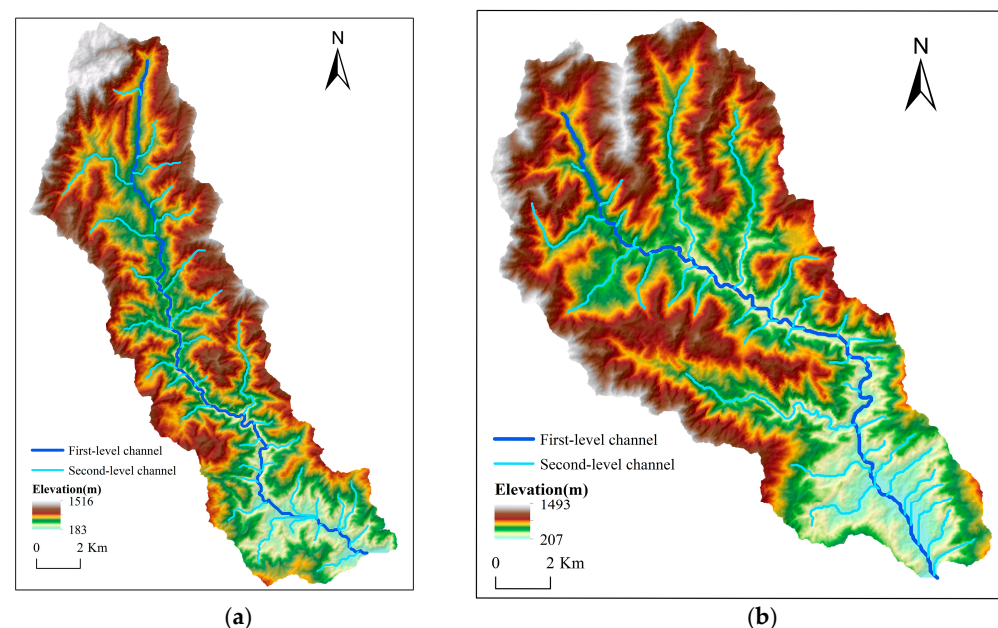 N
First-level channel
Second-level channel
Elevation(m)
1516
183
0 2 Km
(a)
N
First-level channel
Second-level channel
Elevation(m)
1493
207
0 2 Km
(b)